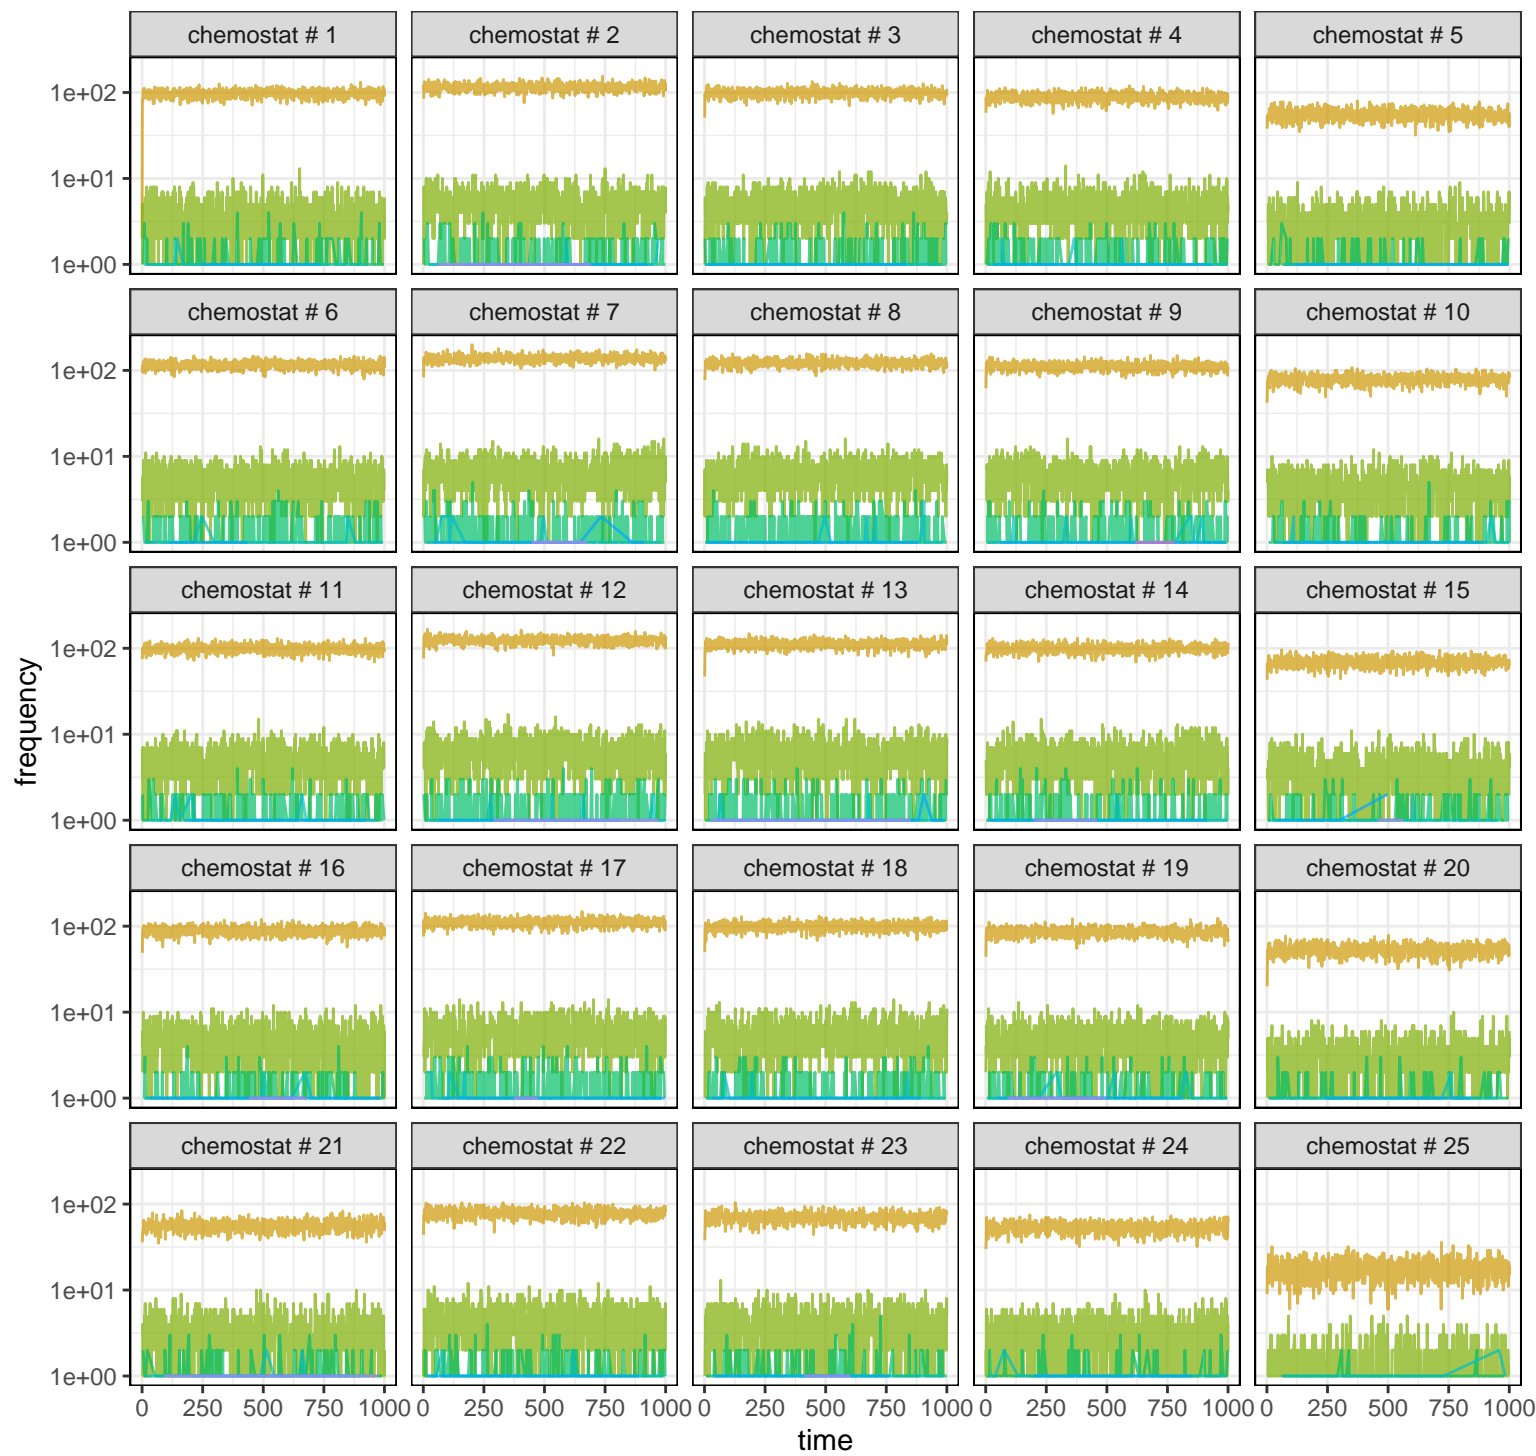 chemostat # 1 chemostat # 2 chemostat # 3 chemostat # 4 chemostat # 5
1e+02
1e+01
1e+00
chemostat # 6 chemostat # 7 chemostat # 8 chemostat # 9 chemostat # 10
1e+02
1e+01
1e+00
chemostat # 11 chemostat # 12 chemostat # 13 chemostat # 14 chemostat # 15
1e+02
1e+01
1e+00
frequency
chemostat # 16 chemostat # 17 chemostat # 18 chemostat # 19 chemostat # 20
1e+02
1e+01
1e+00
chemostat # 21 chemostat # 22 chemostat # 23 chemostat # 24 chemostat # 25
1e+02
1e+01
1e+00
0 250 500 750 1000 0 250 500 750 1000 0 250 500 750 1000 0 250 500 750 1000 0 250 500 750 1000
time